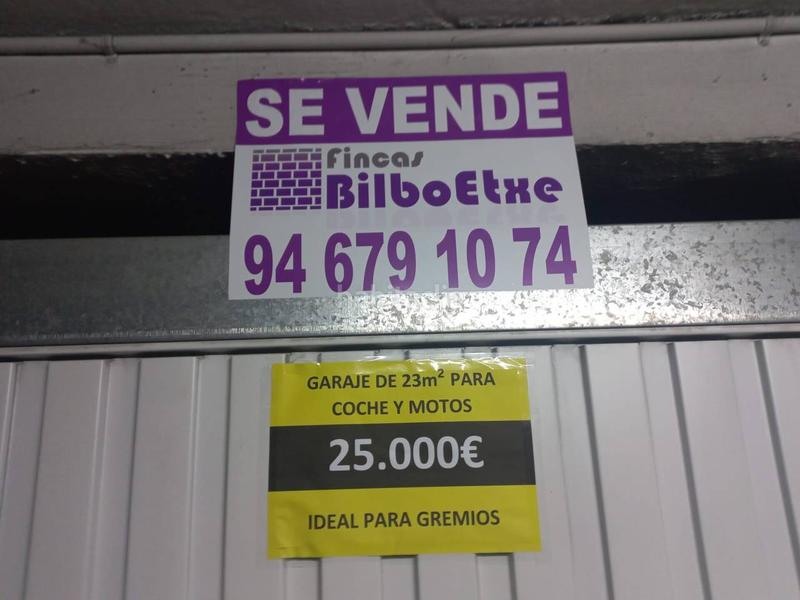 SE VENDE
Fincas
BilboEtxe
94 679 10 74
GARAJE DE 23m² PARA
COCHE Y MOTOS
25.000€
IDEAL PARA GREMIOS